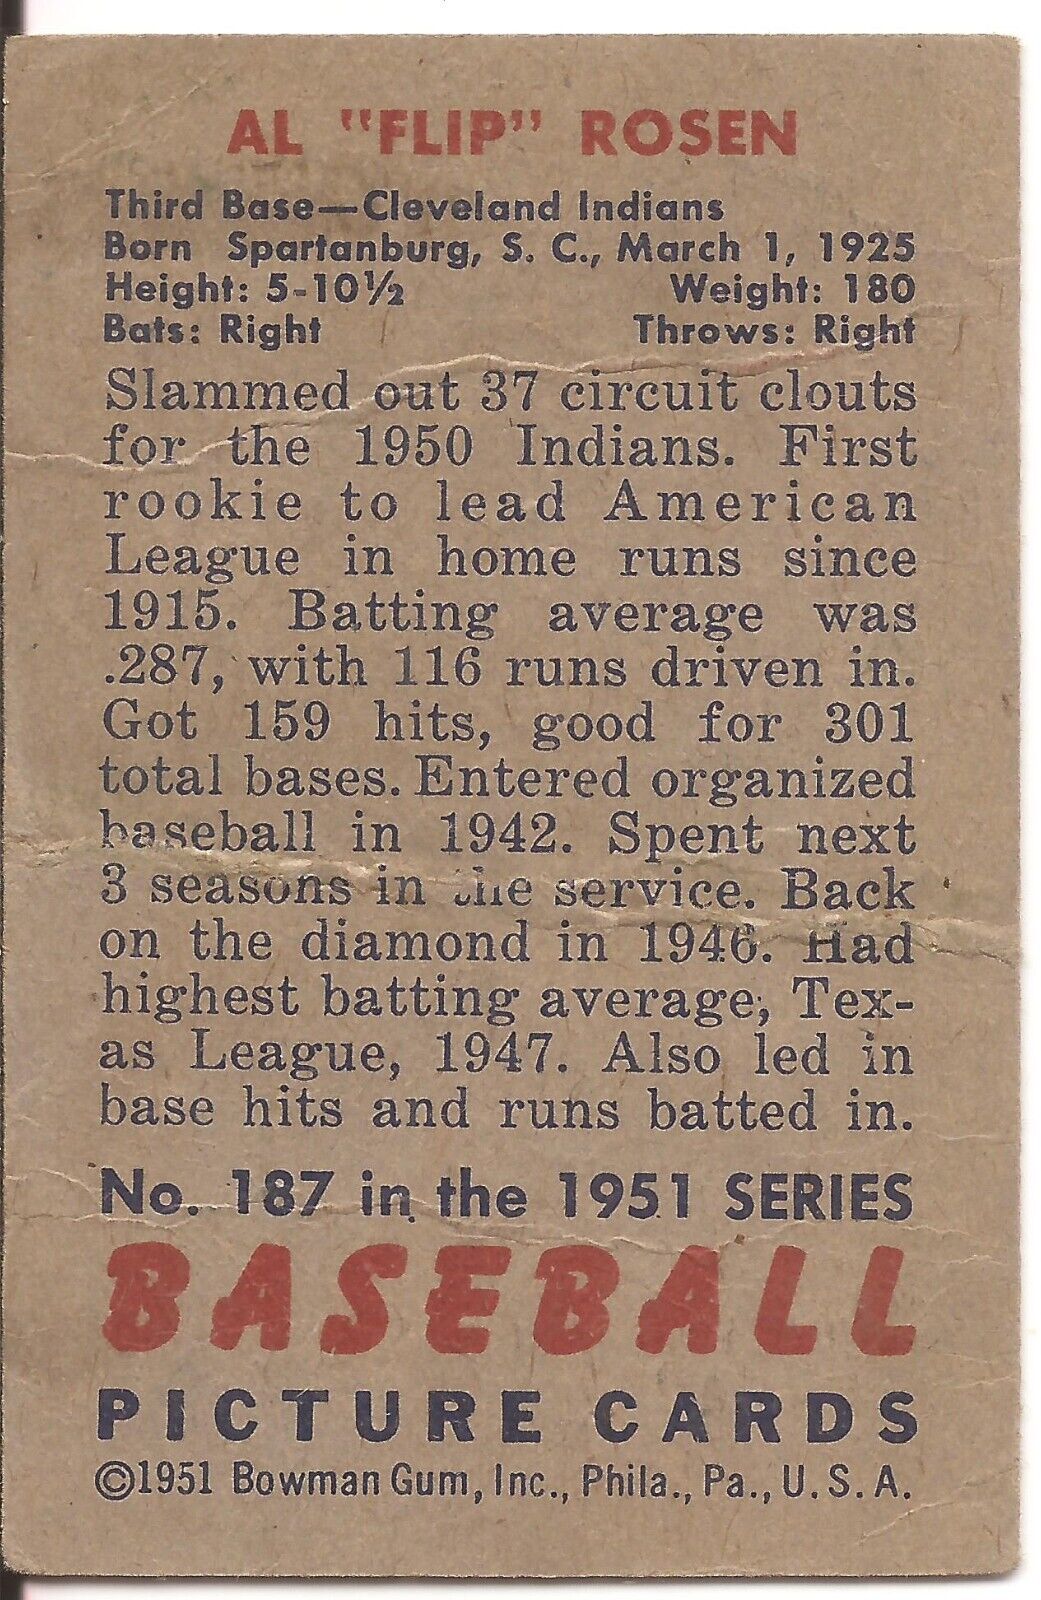 AL "FLIP" ROSEN
Third Base—Cleveland Indians
Born Spartanburg, S. C., March 1, 1925
Height: 5-10½ Weight: 180
Bats: Right Throws: Right
Slammed out 37 circuit clouts
for the 1950 Indians. First
rookie to lead American
League in home runs since
1915. Batting average was
.287, with 116 runs driven in.
Got 159 hits, good for 301
total bases. Entered organized
baseball in 1942. Spent next
3 seasons in the service. Back
on the diamond in 1946. Had
highest batting average, Tex-
as League, 1947. Also led in
base hits and runs batted in.
No. 187 in the 1951 SERIES
BASEBALL
PICTURE CARDS
©1951 Bowman Gum, Inc., Phila., Pa., U. S. A.